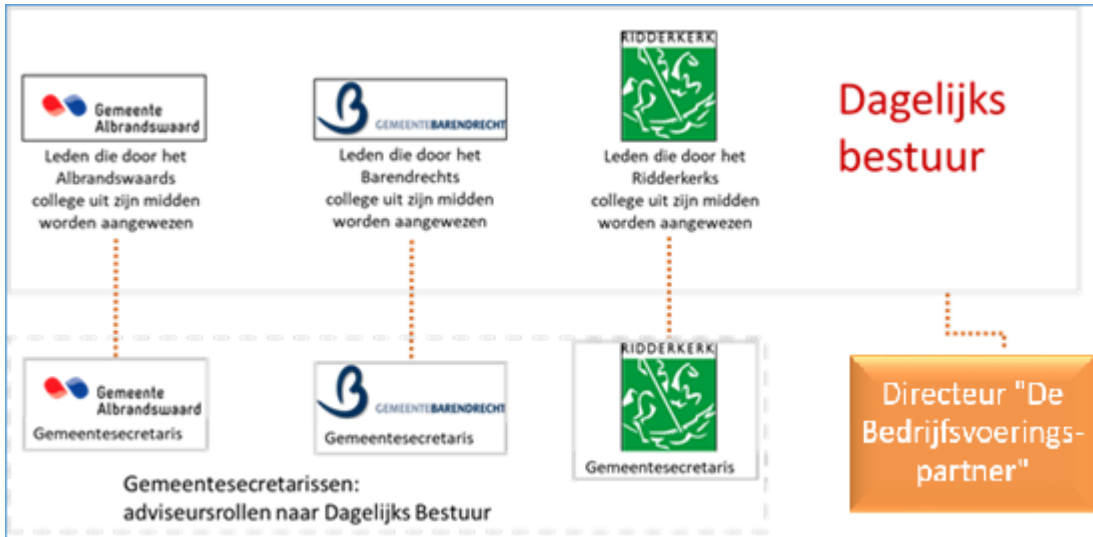 Gemeente
Albrandswaard
Leden die door het
Albrandswaards
college uit zijn midden
worden aangewezen
GEMEENTEBARENDRECHT
Leden die door het
Barendrechts
college uit zijn midden
worden aangewezen
RIDDERKERK
Leden die door het
Ridderkerks
college uit zijn midden
worden aangewezen
Dagelijks
bestuur
Gemeente
Albrandswaard
Gemeentesecretaris
GEMEENTEBARENDRECHT
Gemeentesecretaris
RIDDERKERK
Gemeentesecretaris
Gemeentesecretarissen:
adviseursrollen naar Dagelijks Bestuur
Directeur "De
Bedrijfsvoerings-
partner"